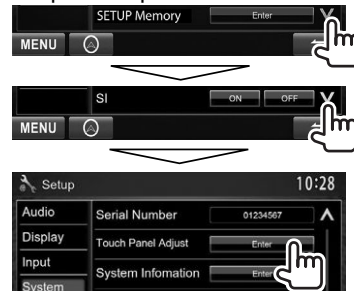 SETUP Memory Enter
MENU
SI ON OFF
MENU
Setup 10:28
Audio Serial Number 01234567
Display Touch Panel Adjust Enter
Input
System Infomation Enter
System